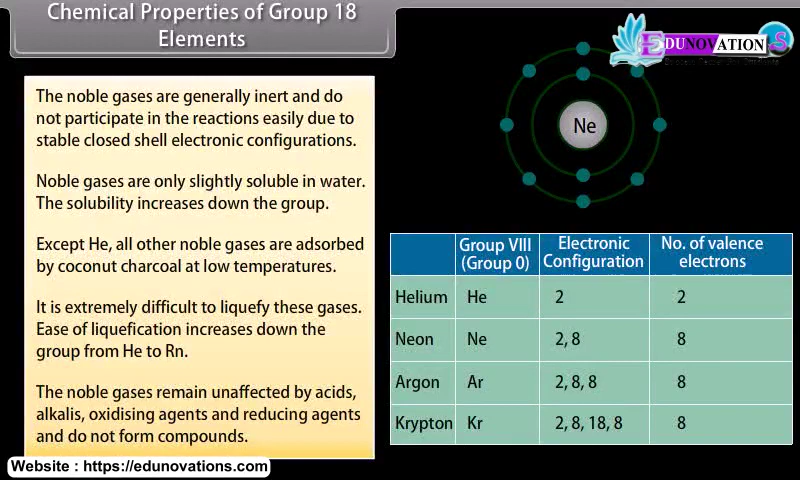 Chemical Properties of Group 18
Elements
EDUNOVATIONS
The noble gases are generally inert and do
not participate in the reactions easily due to
stable closed shell electronic configurations.
Noble gases are only slightly soluble in water.
The solubility increases down the group.
Except He, all other noble gases are adsorbed
by coconut charcoal at low temperatures.
It is extremely difficult to liquefy these gases.
Ease of liquefication increases down the
group from He to Rn.
The noble gases remain unaffected by acids,
alkalis, oxidising agents and reducing agents
and do not form compounds.
Ne
Group VIII (Group 0) Electronic Configuration No. of valence electrons
Helium He 2 2
Neon Ne 2, 8 8
Argon Ar 2, 8, 8 8
Krypton Kr 2, 8, 18, 8 8
Website : https://edunovations.com